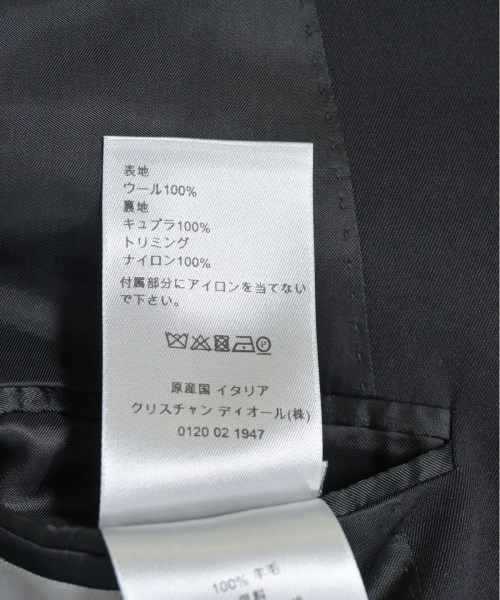 表地
ウール100%
裏地
キュプラ100%
トリミング
ナイロン100%
付属部分にアイロンを当てない
で下さい。
原産国 イタリア
クリスチャン ディオール(株)
0120 02 1947
100% 羊毛